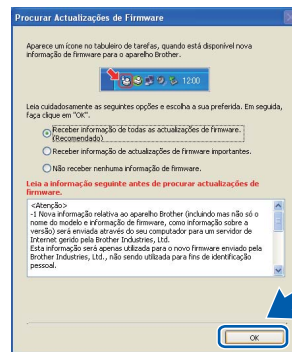 Procurar Actualizações de Firmware
Aparece um ícone no tabuleiro de tarefas, quando está disponível nova
informação de firmware para o aparelho Brother.
12:00
Leia cuidadosamente as seguintes opções e escolha a sua preferida. Em seguida,
faça clique em "OK".
Receber informação de todas as actualizações de firmware.
(Recomendado)
Receber informação de actualizações de firmware importantes.
Não receber nenhuma informação de firmware.
Leia a informação seguinte antes de procurar actualizações de
firmware.
<Atenção>
-1 Nova informação relativa ao aparelho Brother (incluindo mas não só o
nome do modelo e informação de firmware, como informação sobre a
versão) será enviada através do seu computador para um servidor de
Internet gerido pela Brother Industries, Ltd.
Esta informação será apenas utilizada para o novo firmware enviado pela
Brother Industries, Ltd., não sendo utilizada para fins de identificação
pessoal.
OK